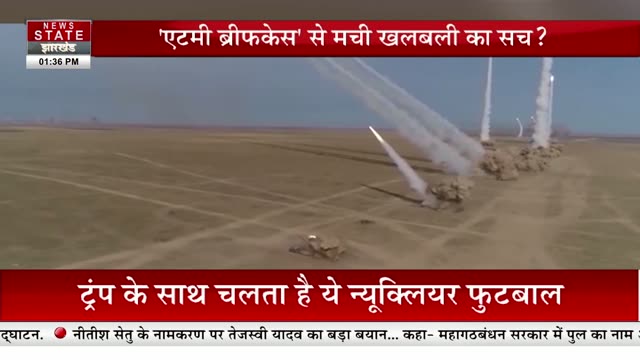 NEWS
STATE
झारखंड
01:36 PM
'एटमी ब्रीफकेस' से मची खलबली का सच?
ट्रंप के साथ चलता है ये न्यूक्लियर फुटबाल
द्घाटन. नीतीश सेतु के नामकरण पर तेजस्वी यादव का बड़ा बयान... कहा- महागठबंधन सरकार में पुल का नाम